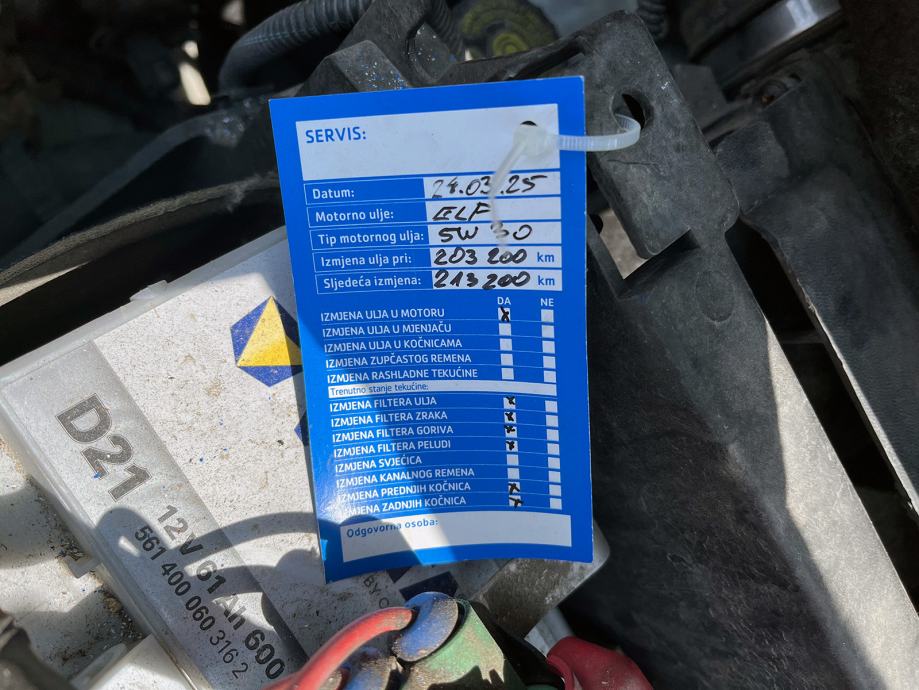 SERVIS:
Datum: 24.03.25
Motorno ulje: ELF
Tip motornog ulja: 5W 30
Izmjena ulja pri: 203 200 km
Sljedeća izmjena: 213 200 km
DA NE
IZMJENA ULJA U MOTORU
IZMJENA ULJA U MJENJAČU
IZMJENA ULJA U KOČNICAMA
IZMJENA ZUPČASTOG REMENA
IZMJENA RASHLADNE TEKUĆINE
Trenutno stanje tekućine:
IZMJENA FILTERA ULJA
IZMJENA FILTERA ZRAKA
IZMJENA FILTERA GORIVA
IZMJENA FILTERA PELUDI
IZMJENA SVJEĆICA
IZMJENA KANALNOG REMENA
IZMJENA PREDNJIH KOČNICA
IZMJENA ZADNJIH KOČNICA
Odgovorna osoba:
D21
12V 61Ah 600
561 400 060 316 2
BY